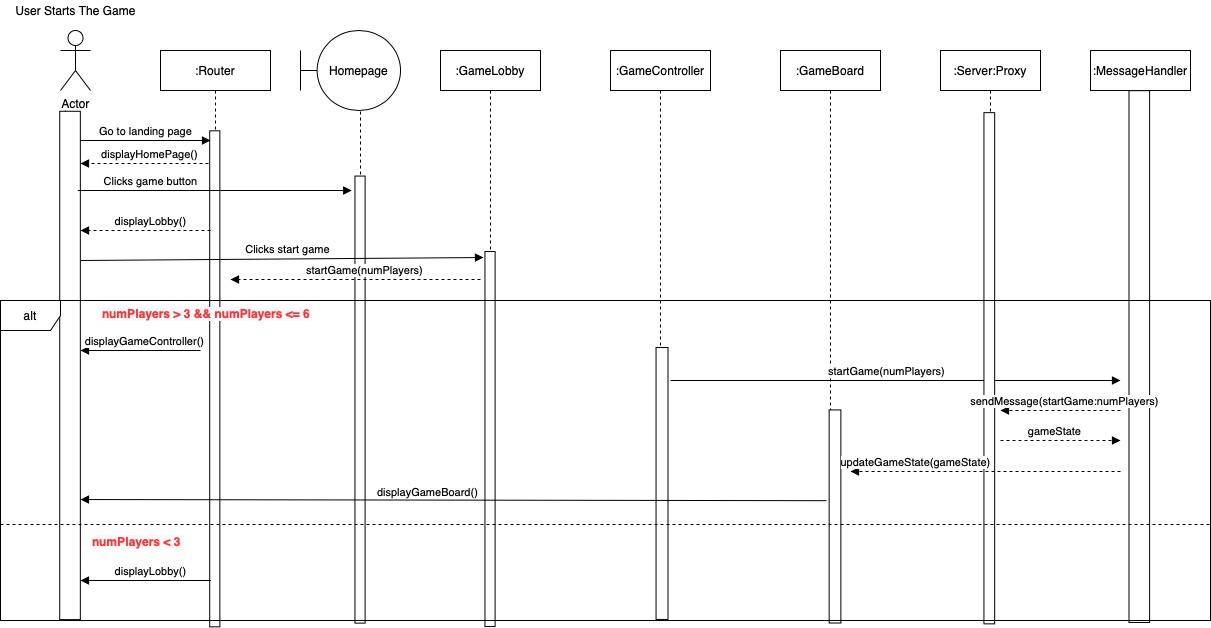 User Starts The Game
:Router
Homepage
:GameLobby
:GameController
:GameBoard
:Server:Proxy
:MessageHandler
Actor
Go to landing page
displayHomePage()
Clicks game button
displayLobby()
Clicks start game
startGame(numPlayers)
alt
numPlayers > 3 && numPlayers <= 6
displayGameController()
startGame(numPlayers)
sendMessage(startGame:numPlayers)
gameState
updateGameState(gameState)
displayGameBoard()
numPlayers < 3
displayLobby()